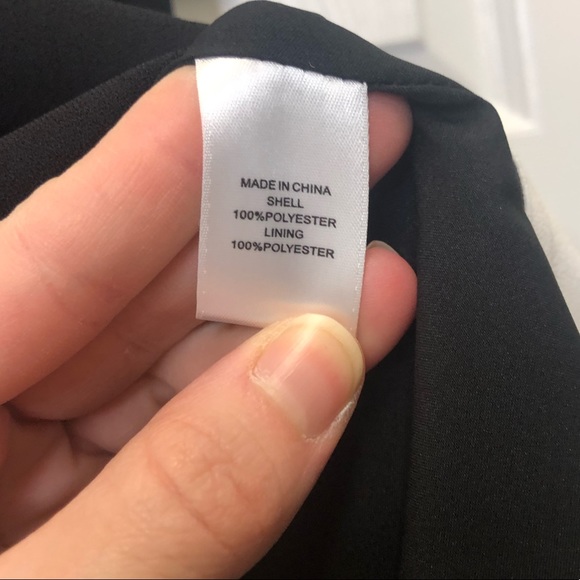 MADE IN CHINA
SHELL
100%POLYESTER
LINING
100%POLYESTER